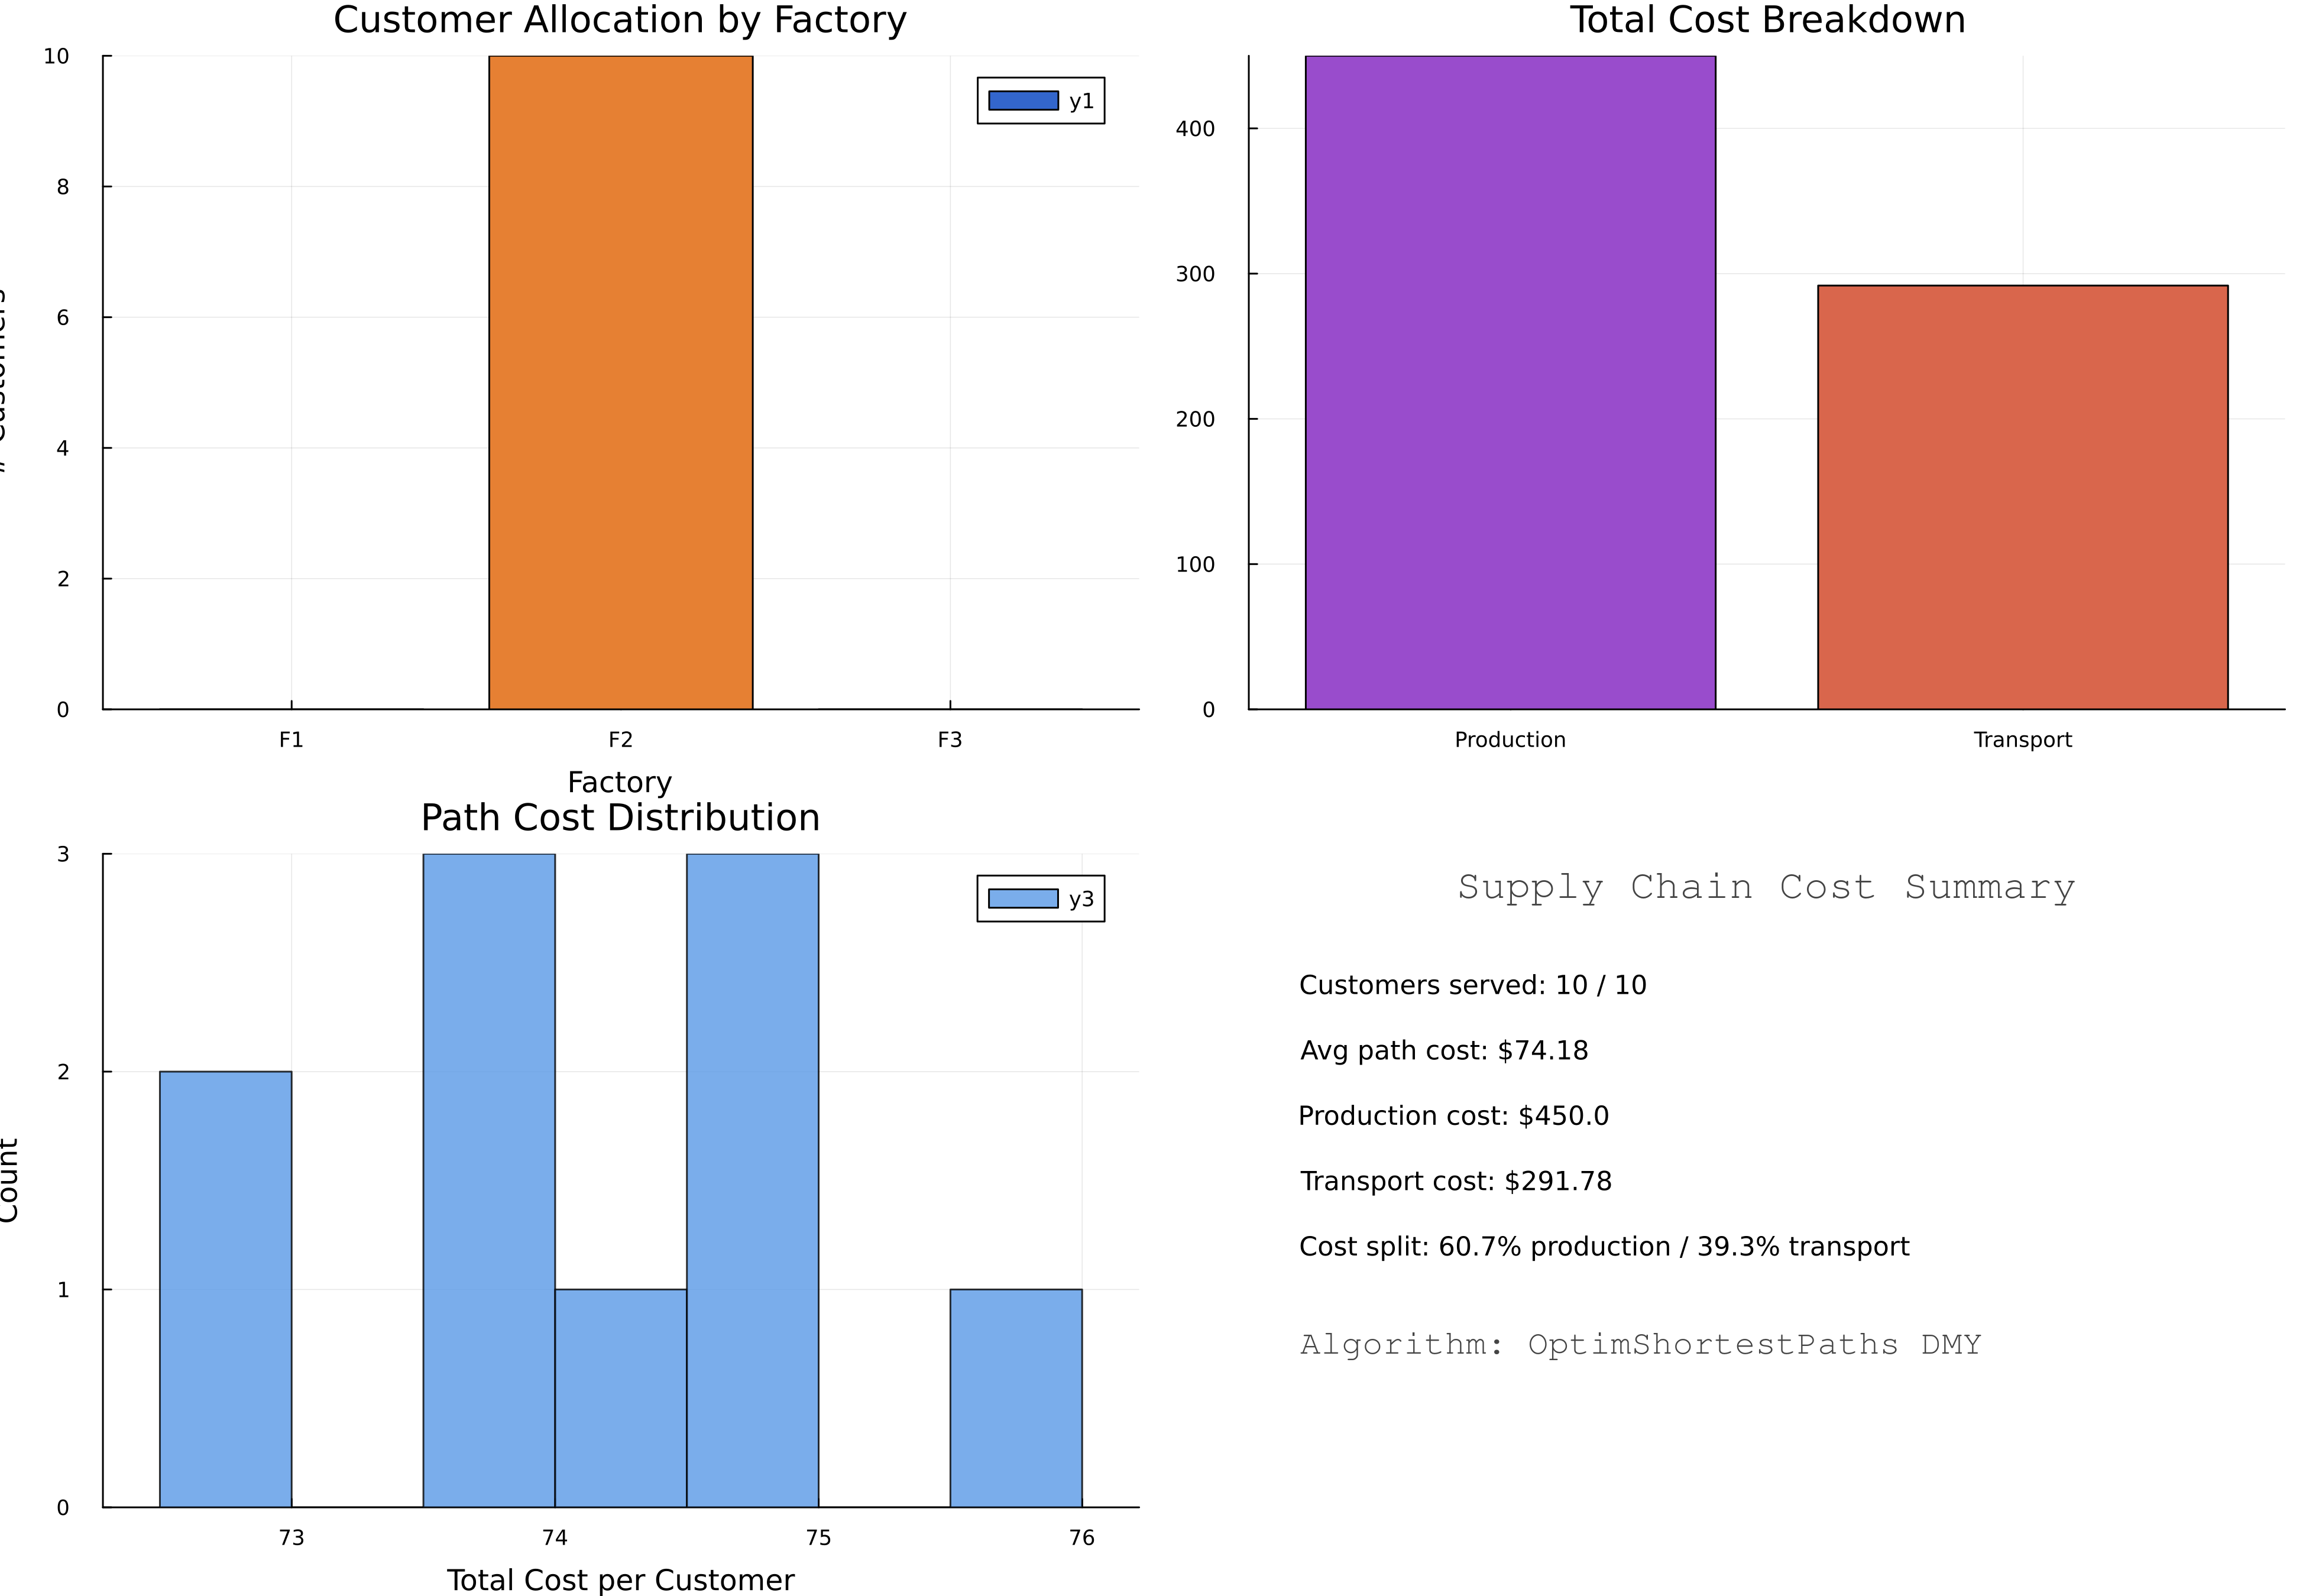 Customer Allocation by Factory
10
8
6
4
2
0
y1
F1 F2 F3
Factory
Total Cost Breakdown
400
300
200
100
0
Production Transport
Path Cost Distribution
3
2
1
0
Count
y3
73 74 75 76
Total Cost per Customer
Supply Chain Cost Summary
Customers served: 10 / 10
Avg path cost: $74.18
Production cost: $450.0
Transport cost: $291.78
Cost split: 60.7% production / 39.3% transport
Algorithm: OptimShortestPaths DMY